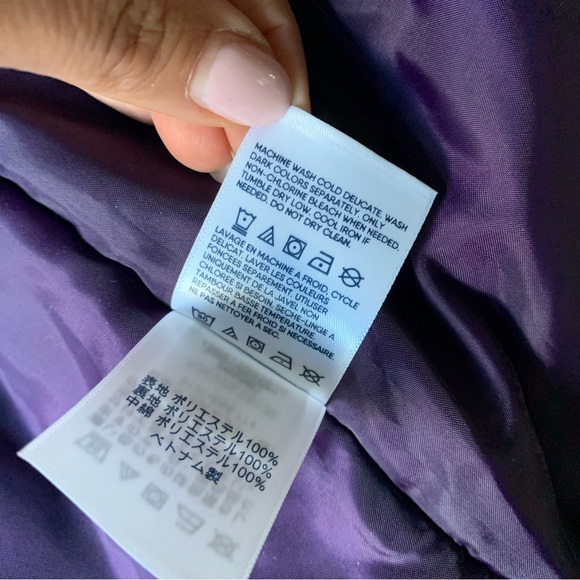 MACHINE WASH COLD DELICATE, WASH
DARK COLORS SEPARATELY. ONLY
NON-CHLORINE BLEACH WHEN NEEDED.
TUMBLE DRY LOW, COOL IRON IF
NEEDED, DO NOT DRY CLEAN.
LAVAGE EN MACHINE A FROID, CYCLE
DELICAT. LAVER LES COULEURS
FONCEES SEPAREMENT. UTILISER
UNIQUEMENT DE LA JAVEL NON
CHLOREE SI BESOIN, SECHE-LINGE A
TAMBOUR BASSE TEMPERATURE
REPASSER A FER FROID SI NECESSAIRE.
NE PAS NETTOYER A SEC.
表地 ポリエステル100%
裏地 ポリエステル100%
中綿 ポリエステル100%
ベトナム製